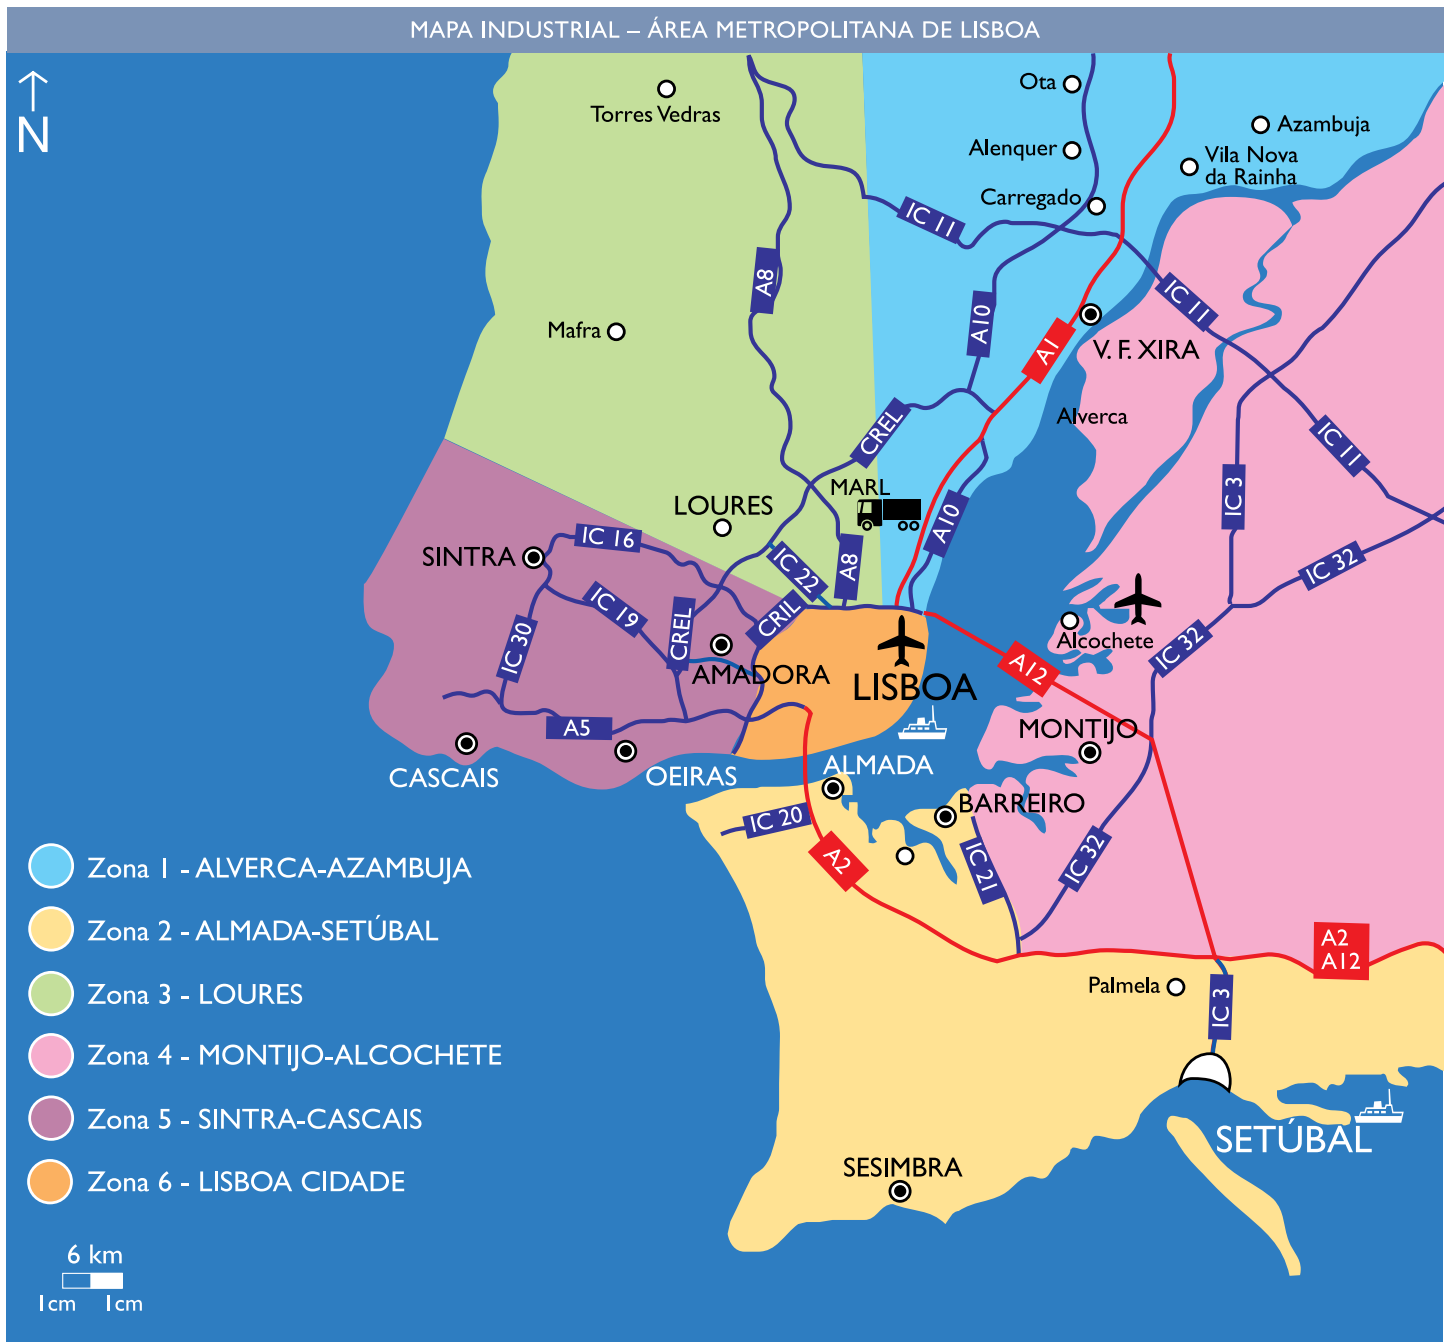 MAPA INDUSTRIAL – ÁREA METROPOLITANA DE LISBOA
N
Torres Vedras
Ota
Azambuja
Alenquer
Vila Nova
da Rainha
Carregado
IC 11
A8
IC 11
A10
Mafra
A1
V. F. XIRA
Alverca
CREL
IC 11
MARL
IC 3
LOURES
A10
IC 16
SINTRA
A8
IC 22
IC 32
IC 19
CRIL
CREL
Alcochete
IC 30
IC 32
A12
AMADORA
LISBOA
A5
MONTIJO
CASCAIS
OEIRAS
ALMADA
BARREIRO
IC 20
A2
IC 21
IC 32
Zona 1 - ALVERCA-AZAMBUJA
Zona 2 - ALMADA-SETÚBAL
A2
A12
Zona 3 - LOURES
Palmela
IC 3
Zona 4 - MONTIJO-ALCOCHETE
Zona 5 - SINTRA-CASCAIS
SETÚBAL
SESIMBRA
Zona 6 - LISBOA CIDADE
6 km
1 cm 1 cm